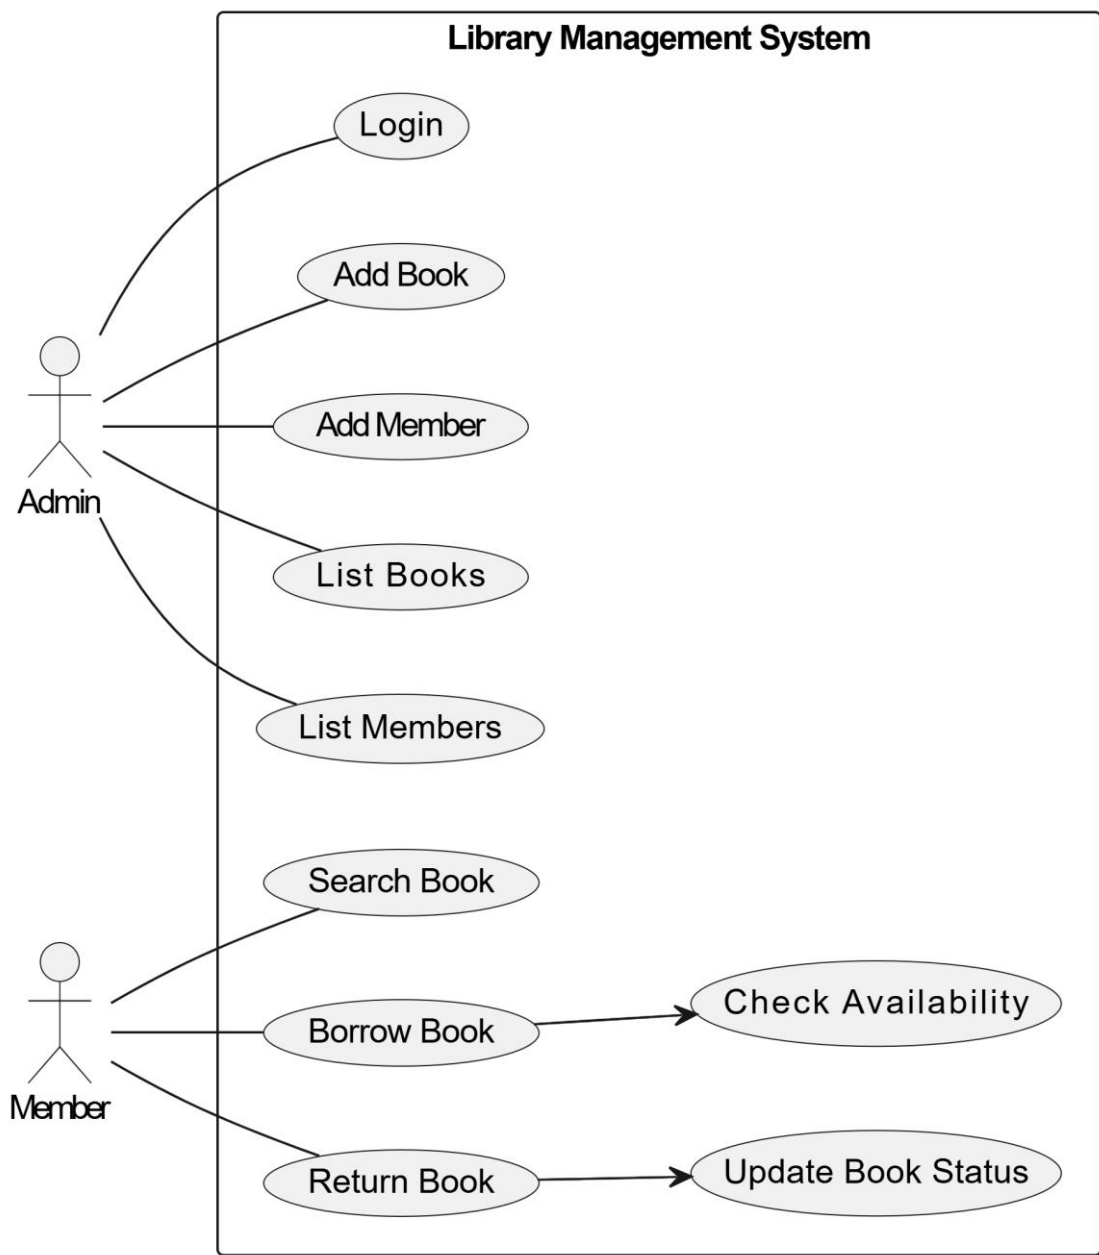 Library Management System
Login
Add Book
Add Member
Admin
List Books
List Members
Search Book
Borrow Book
Check Availability
Member
Return Book
Update Book Status